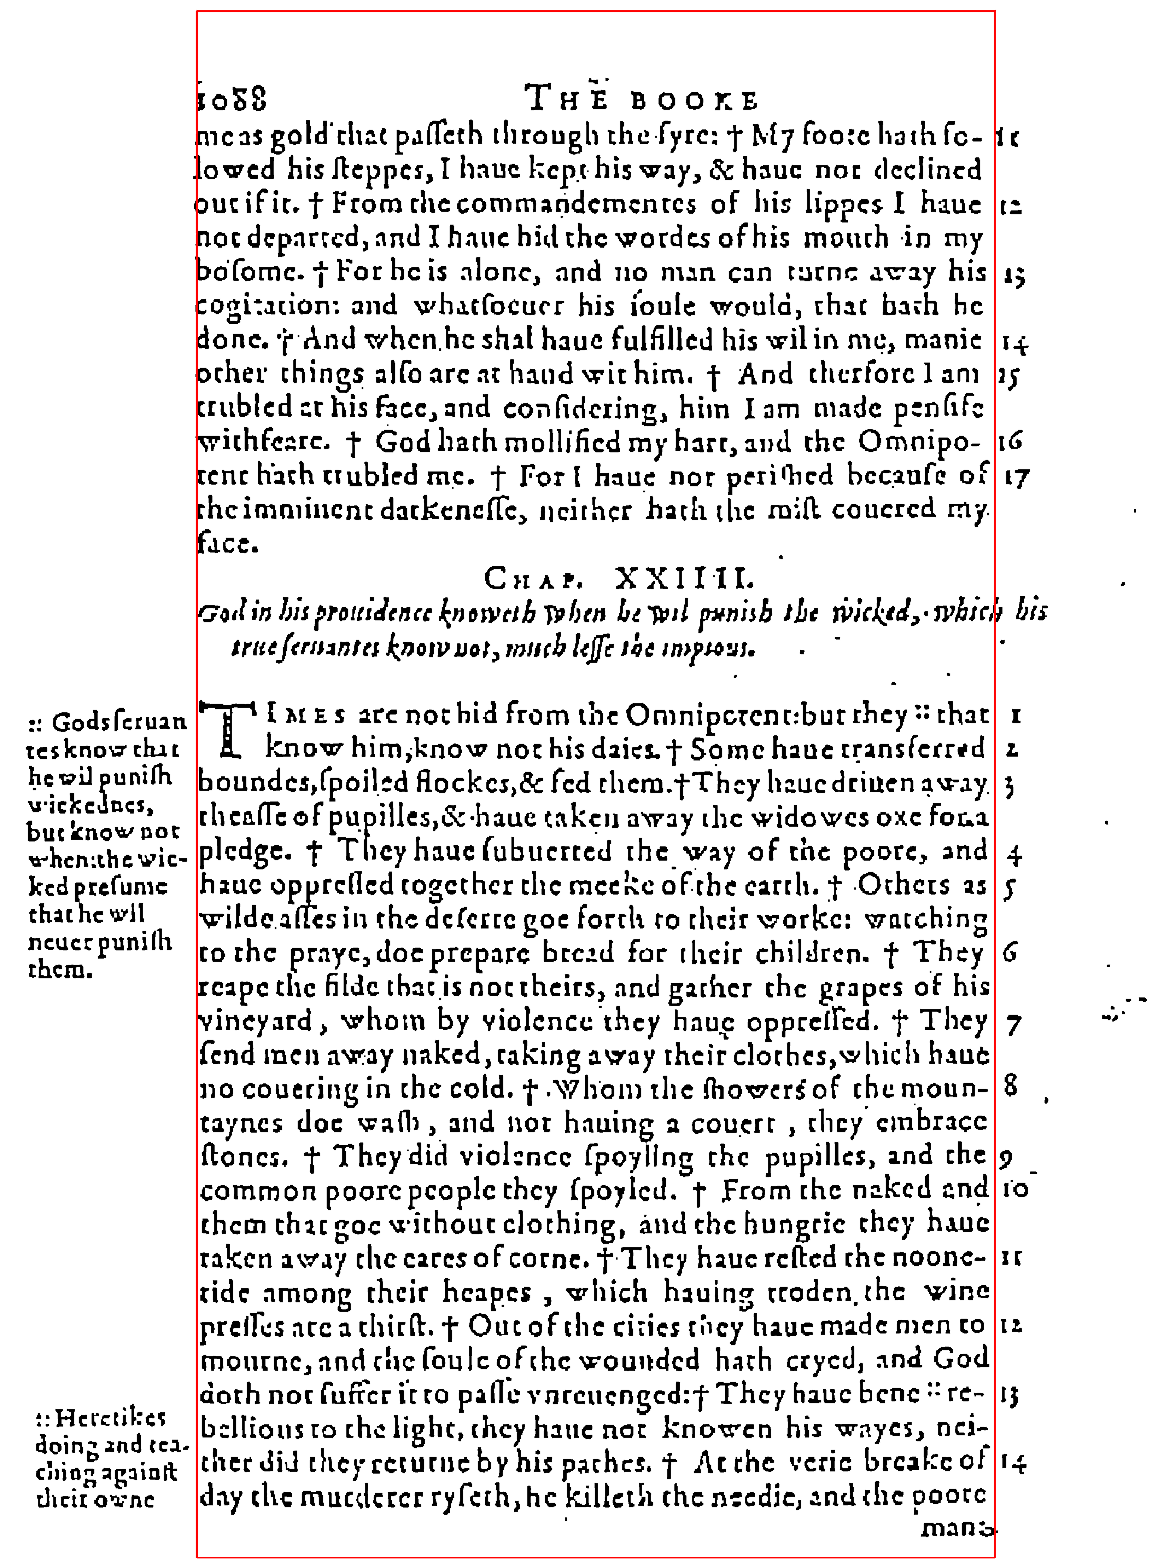 1088 THE BOOKE
me as gold that paſſeth through the fyre: † My foote hath fo- 11
lowed his ſteppes, I haue kept his way, & haue not declined
out if it. † From the commandementes of his lippes I haue 12
not departed, and I haue hid the wordes of his mouth in my
boſome. † For he is alone, and no man can turne away his 13
cogitation: and whatſoeuer his ſoule would, that hath he
done. † And when he shal haue fulfilled his wil in me, manie 14
other things alſo are at hand wit him. † And therfore I am 15
trubled at his face, and conſidering, him I am made penſife
with feare. † God hath mollified my hart, and the Omnipo- 16
tent hath trubled me. † For I haue not periſhed becauſe of 17
the imminent darkeneſſe, neither hath the miſt couered my
face.
CHAP. XXIIII.
God in his prouidence knoweth when he wil punish the wicked, which his
true ſeruantes know not, much leſſe the impious.
TIMES are not hid from the Omnipotent: but they :: that 1
know him, know not his daies. † Some haue transferred 2
boundes, ſpoiled flockes, & fed them. † They haue driuen away 3
the aſſe of pupilles, & haue taken away the widowes oxe for a
pledge. † They haue ſubuerted the way of the poore, and 4
haue oppreſſed together the meeke of the earth. † Others as 5
wilde aſſes in the deſerte goe forth to their worke: watching
to the praye, doe prepare bread for their children. † They 6
reape the filde that is not theirs, and gather the grapes of his
vineyard, whom by violence they haue oppreſſed. † They 7
ſend men away naked, taking away their clothes, which haue
no couering in the cold. † Whom the ſhowers of the moun- 8
taynes doe waſh, and not hauing a couert, they embrace
ſtones. † They did violence ſpoyling the pupilles, and the 9
common poore people they ſpoyled. † From the naked and 10
them that goe without clothing, and the hungrie they haue
taken away the eares of corne. † They haue reſted the noone- 11
tide among their heapes, which hauing troden the wine
preſſes are a thirſt. † Out of the cities they haue made men to 12
mourne, and the ſoule of the wounded hath cryed, and God
doth not ſuffer it to paſſe vnreuenged: † They haue bene :: re- 13
bellious to the light, they haue not knowen his wayes, nei-
ther did they returne by his pathes. † At the verie breake of 14
day the murderer ryſeth, he killeth the needie, and the poore
man:
:: Gods ſeruan
tes know that
he wil puniſh
wickednes,
but know not
when: the wic-
ked preſume
that he wil
neuer puniſh
them.
:: Heretikes
doing and tea-
ching againſt
their owne